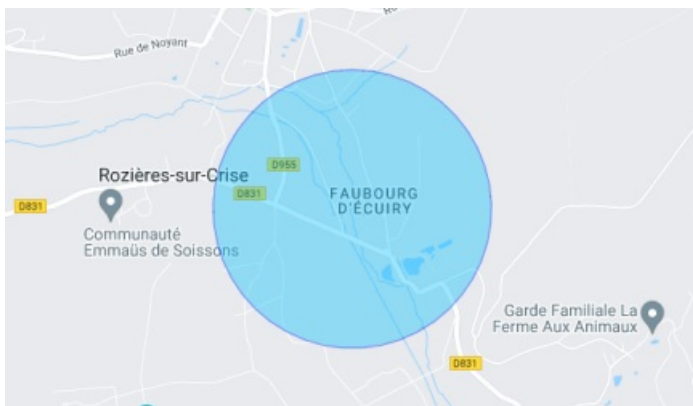 Rue de Noyant
D955
Rozières-sur-Crise
D831
FAUBOURG
D'ÉCUIRY
D831
Communauté
Emmaüs de Soissons
Garde Familiale La
Ferme Aux Animaux
D831